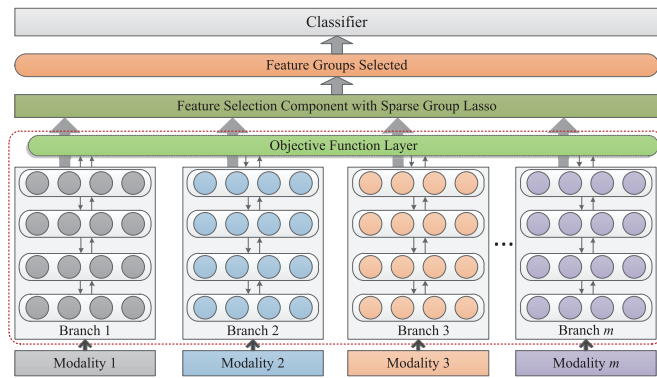 Classifier
Feature Groups Selected
Feature Selection Component with Sparse Group Lasso
Objective Function Layer
...
Branch 1
Branch 2
Branch 3
Branch m
Modality 1
Modality 2
Modality 3
Modality m